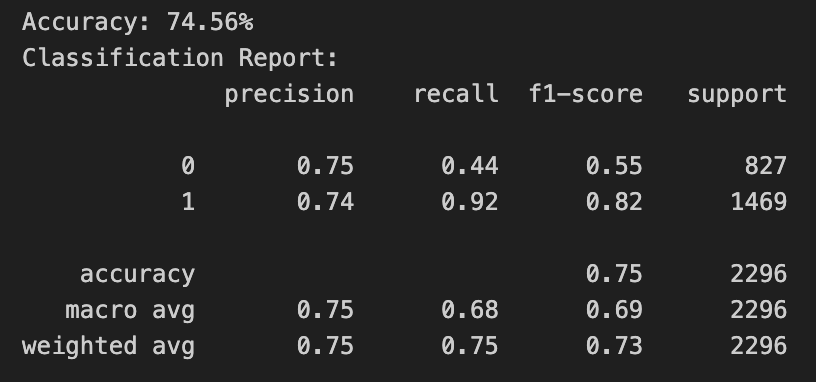 Accuracy: 74.56%
Classification Report:
precision recall f1-score support
0 0.75 0.44 0.55 827
1 0.74 0.92 0.82 1469
accuracy 0.75 2296
macro avg 0.75 0.68 0.69 2296
weighted avg 0.75 0.75 0.73 2296